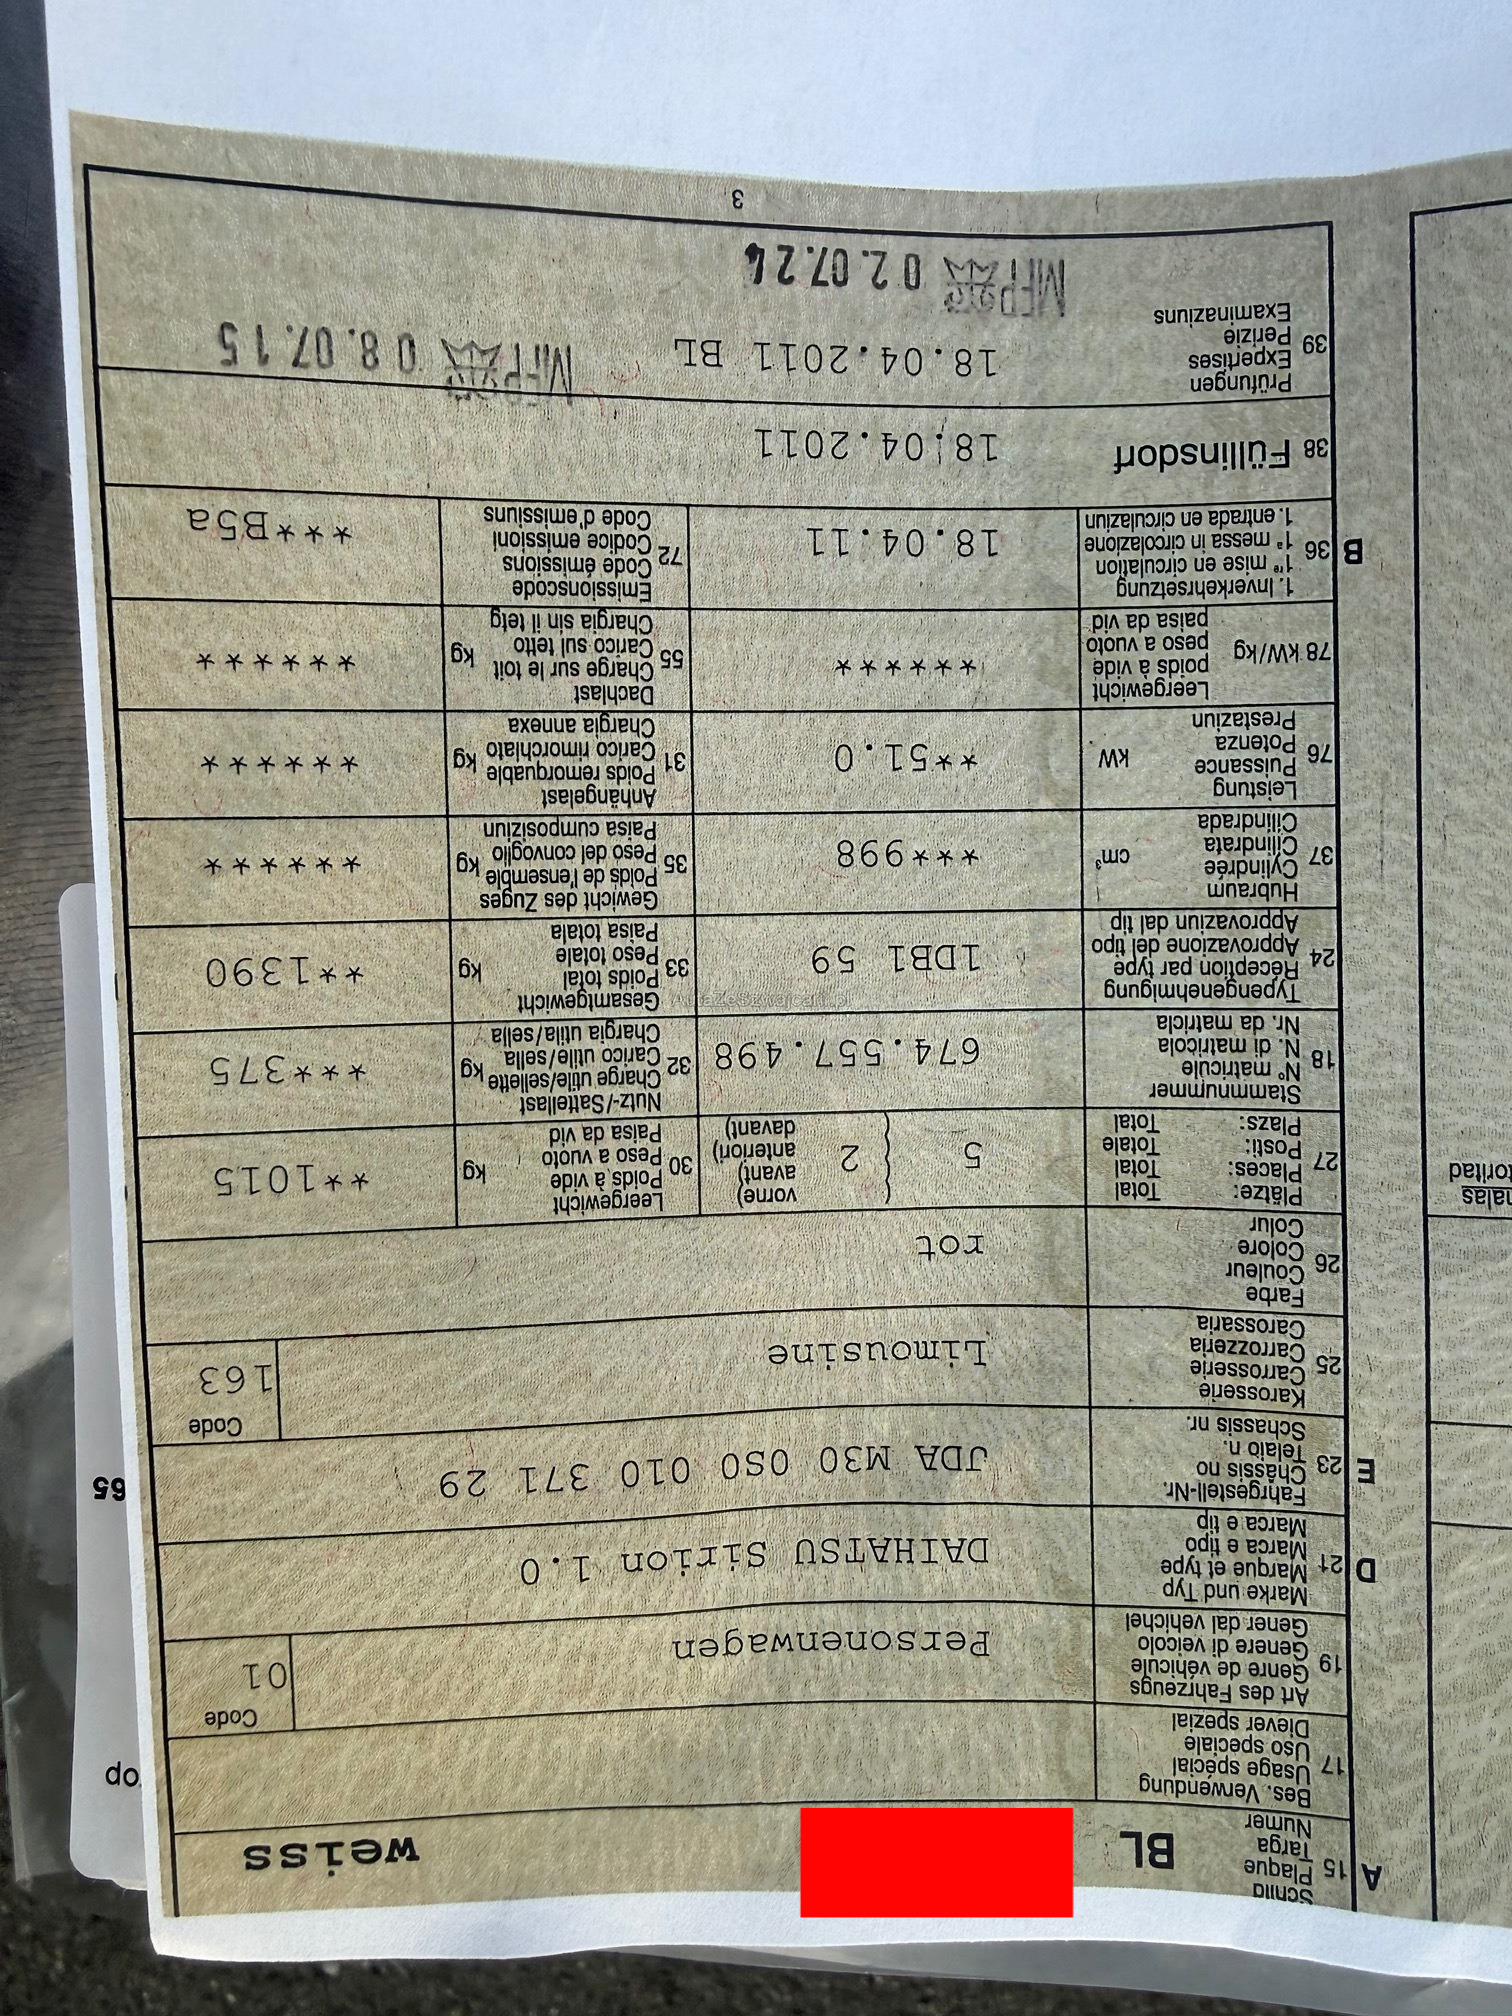 A 15 Schild
Plaque
Targa
Numer
BL
weiss
17 Bes. Verwendung
Usage spécial
Uso speciale
Diever spezial
19 Art des Fahrzeugs
Genre de véhicule
Genere di veicolo
Gener dal vehichel
Personenwagen
Code
01
D 21 Marke und Typ
Marque et type
Marca e tipo
Marca e tip
DAIHATSU Sirion 1.0
E 23 Fahrgestell-Nr.
Châssis no
Telaio n.
Schassis nr.
JDA M30 0S0 010 371 29
25 Karosserie
Carrosserie
Carrozzeria
Carossaria
Limousine
Code
163
26 Farbe
Couleur
Colore
Colur
rot
27 Plätze: Total
Places: Total
Posti: Totale
Plazs: Total
5
2
vorne)
avant)
anteriori)
davant)
30 Leergewicht
Poids à vide
Peso a vuoto kg
Paisa da vid
**1015
18 Stammnummer
N° matricule
N. di matricola
Nr. da matricla
674.557.498
32 Nutz-/Sattellast
Charge utile/sellette
Carico utile/sella kg
Chargia utila/sella
***375
24 Typengenehmigung
Réception par type
Approvazione del tipo
Approvaziun dal tip
1DB1 59
33 Gesamtgewicht
Poids total
Peso totale kg
Paisa totala
**1390
AutaZeSzwajcarii.pl
37 Hubraum
Cylindrée
Cilindrata cm³
Cilindrada
***998
35 Gewicht des Zuges
Poids de l'ensemble
Peso del convoglio kg
Paisa cumposiziun
*******
76 Leistung
Puissance
Potenza kW
Prestaziun
**51.0
31 Anhängelast
Poids remorquable
Carico rimorchiato kg
Chargia annexa
*******
78 kW/kg Leergewicht
poids à vide
peso a vuoto
paisa da vid
*******
55 Dachlast
Charge sur le toit
Carico sul tetto kg
Chargia sin il tetg
*******
B 36 1. Inverkehrsetzung
1re mise en circulation
1a messa in circolazione
1. entrada en circulaziun
18.04.11
72 Emissionscode
Code émissions
Codice emissioni
Code d'emissiuns
***B5a
38 Füllinsdorf
18.04.2011
39 Prüfungen
Expertises
Perizie
Examinaziuns
18.04.2011 BL
MFP 08.07.15
MFP 02.07.24
3
toritad
nalas
65
op